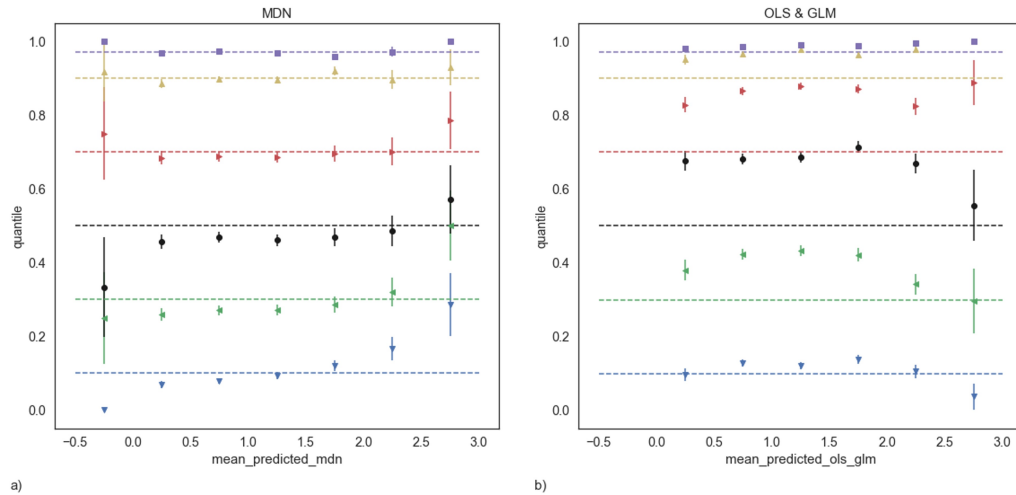 MDN
1.0
0.8
0.6
0.4
0.2
0.0
quantile
−0.5 0.0 0.5 1.0 1.5 2.0 2.5 3.0
mean_predicted_mdn
a)
OLS & GLM
1.0
0.8
0.6
0.4
0.2
0.0
quantile
−0.5 0.0 0.5 1.0 1.5 2.0 2.5 3.0
mean_predicted_ols_glm
b)